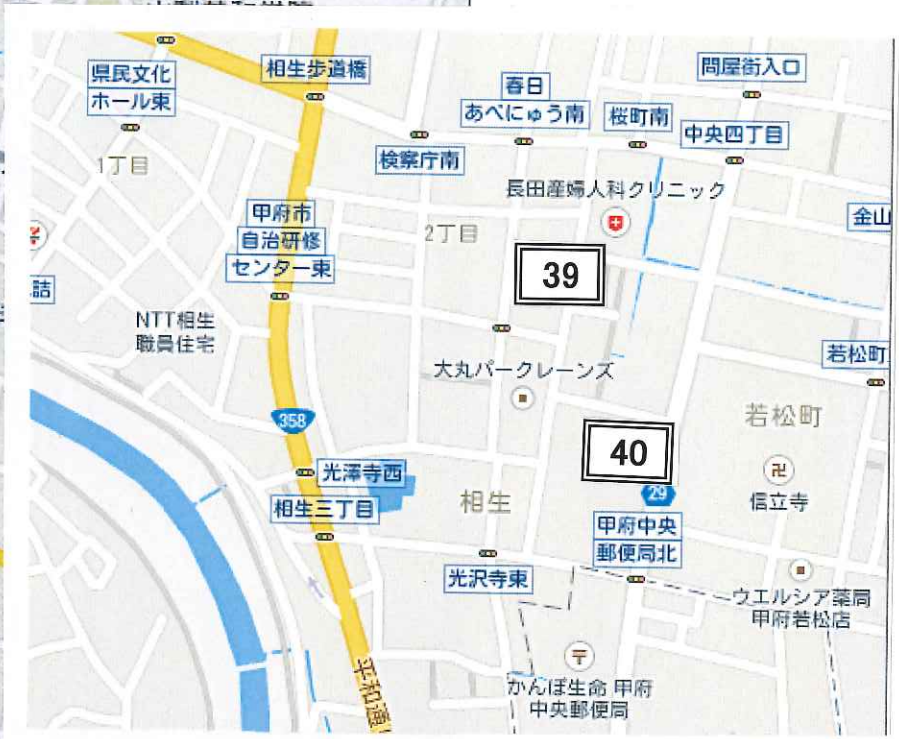 県民文化
ホール東
相生歩道橋
春日
あべにゅう南
桜町南
問屋街入口
中央四丁目
検察庁南
1丁目
長田産婦人科クリニック
甲府市
自治研修
センター東
2丁目
金山
39
詰
NTT相生
職員住宅
大丸パークレーンズ
若松町
358
若松町
40
光澤寺西
相生三丁目
相生
29
信立寺
甲府中央
郵便局北
光沢寺東
ウエルシア薬局
甲府若松店
かんぽ生命 甲府
中央郵便局
平和通り